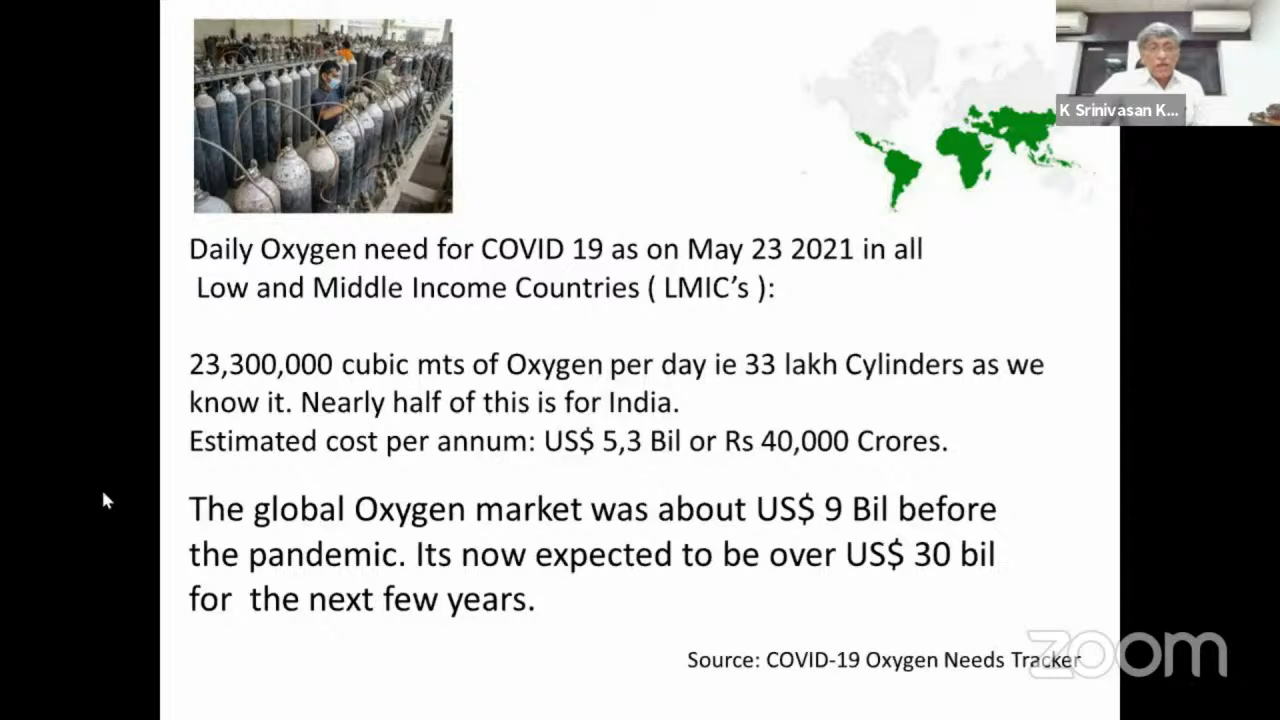 K Srinivasan K...
Daily Oxygen need for COVID 19 as on May 23 2021 in all
Low and Middle Income Countries ( LMIC’s ):
23,300,000 cubic mts of Oxygen per day ie 33 lakh Cylinders as we
know it. Nearly half of this is for India.
Estimated cost per annum: US$ 5,3 Bil or Rs 40,000 Crores.
The global Oxygen market was about US$ 9 Bil before
the pandemic. Its now expected to be over US$ 30 bil
for the next few years.
Source: COVID-19 Oxygen Needs Tracker
zoom